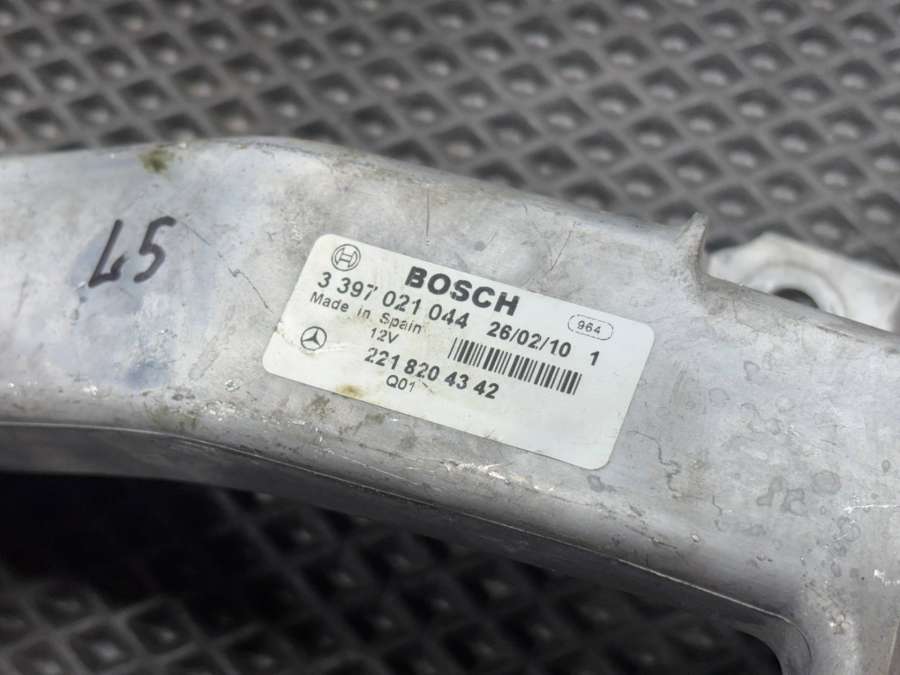 L5
BOSCH
3 397 021 044 26/02/10 1
964
Made in Spain
12V
221 820 43 42
Q01